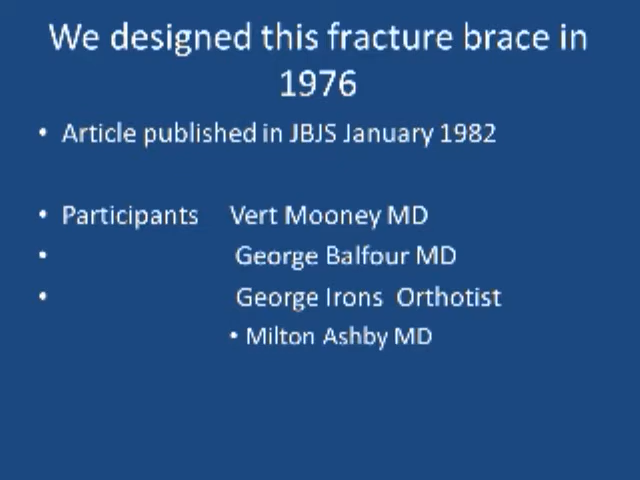 We designed this fracture brace in
1976
• Article published in JBJS January 1982
• Participants Vert Mooney MD
• George Balfour MD
• George Irons Orthotist
• Milton Ashby MD